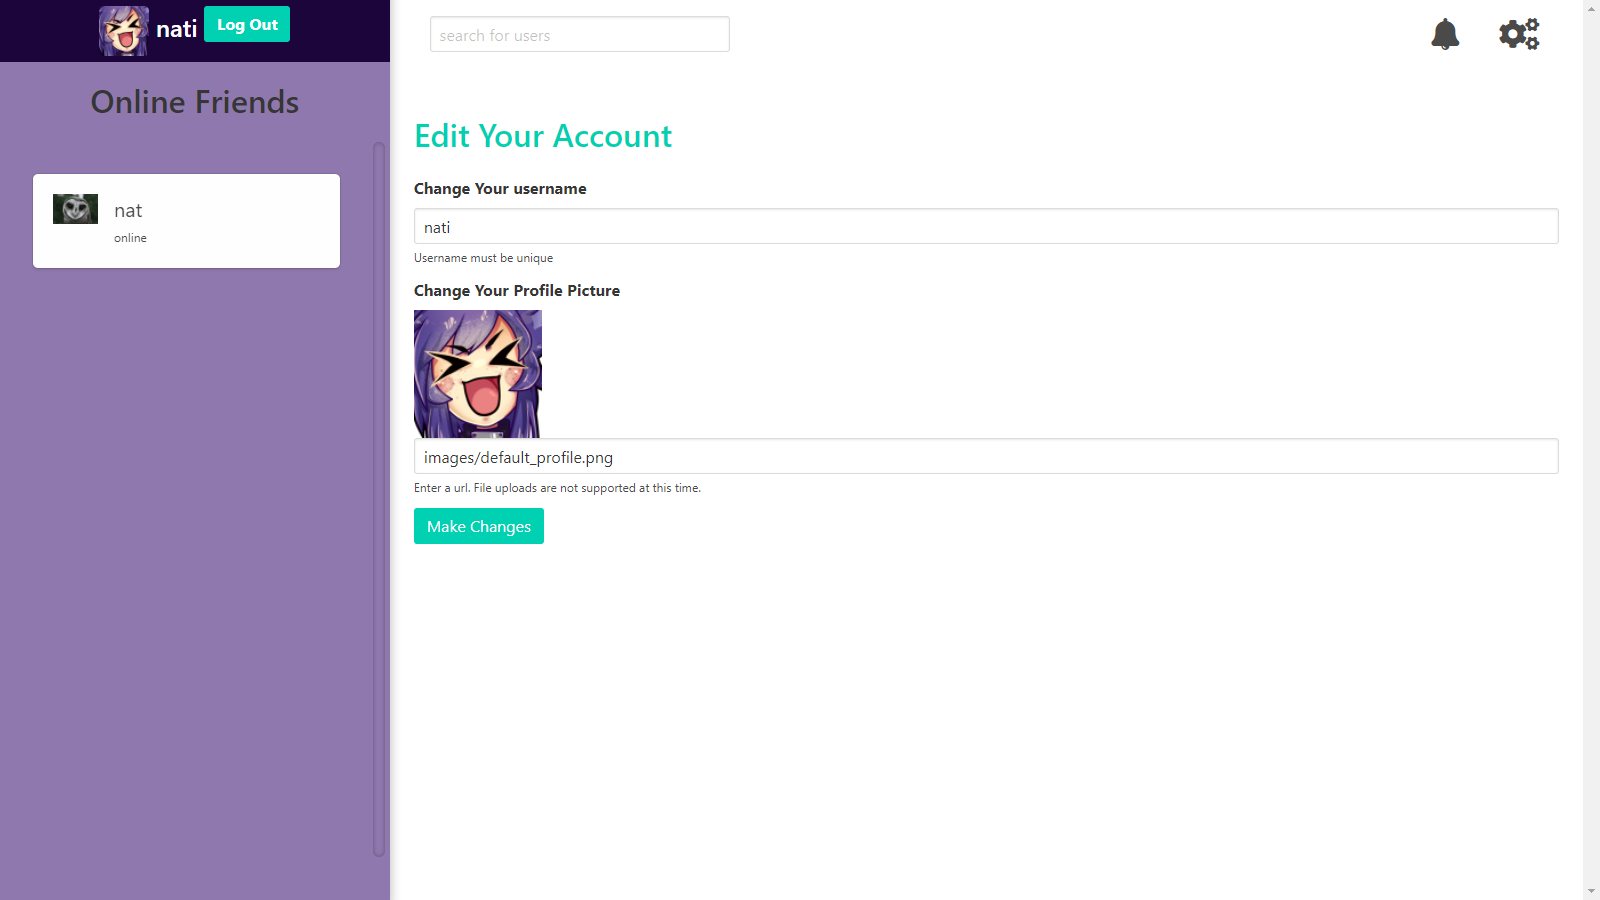 nati
Log Out
Online Friends
nat
online
search for users
Edit Your Account
Change Your username
nati
Username must be unique
Change Your Profile Picture
images/default_profile.png
Enter a url. File uploads are not supported at this time.
Make Changes